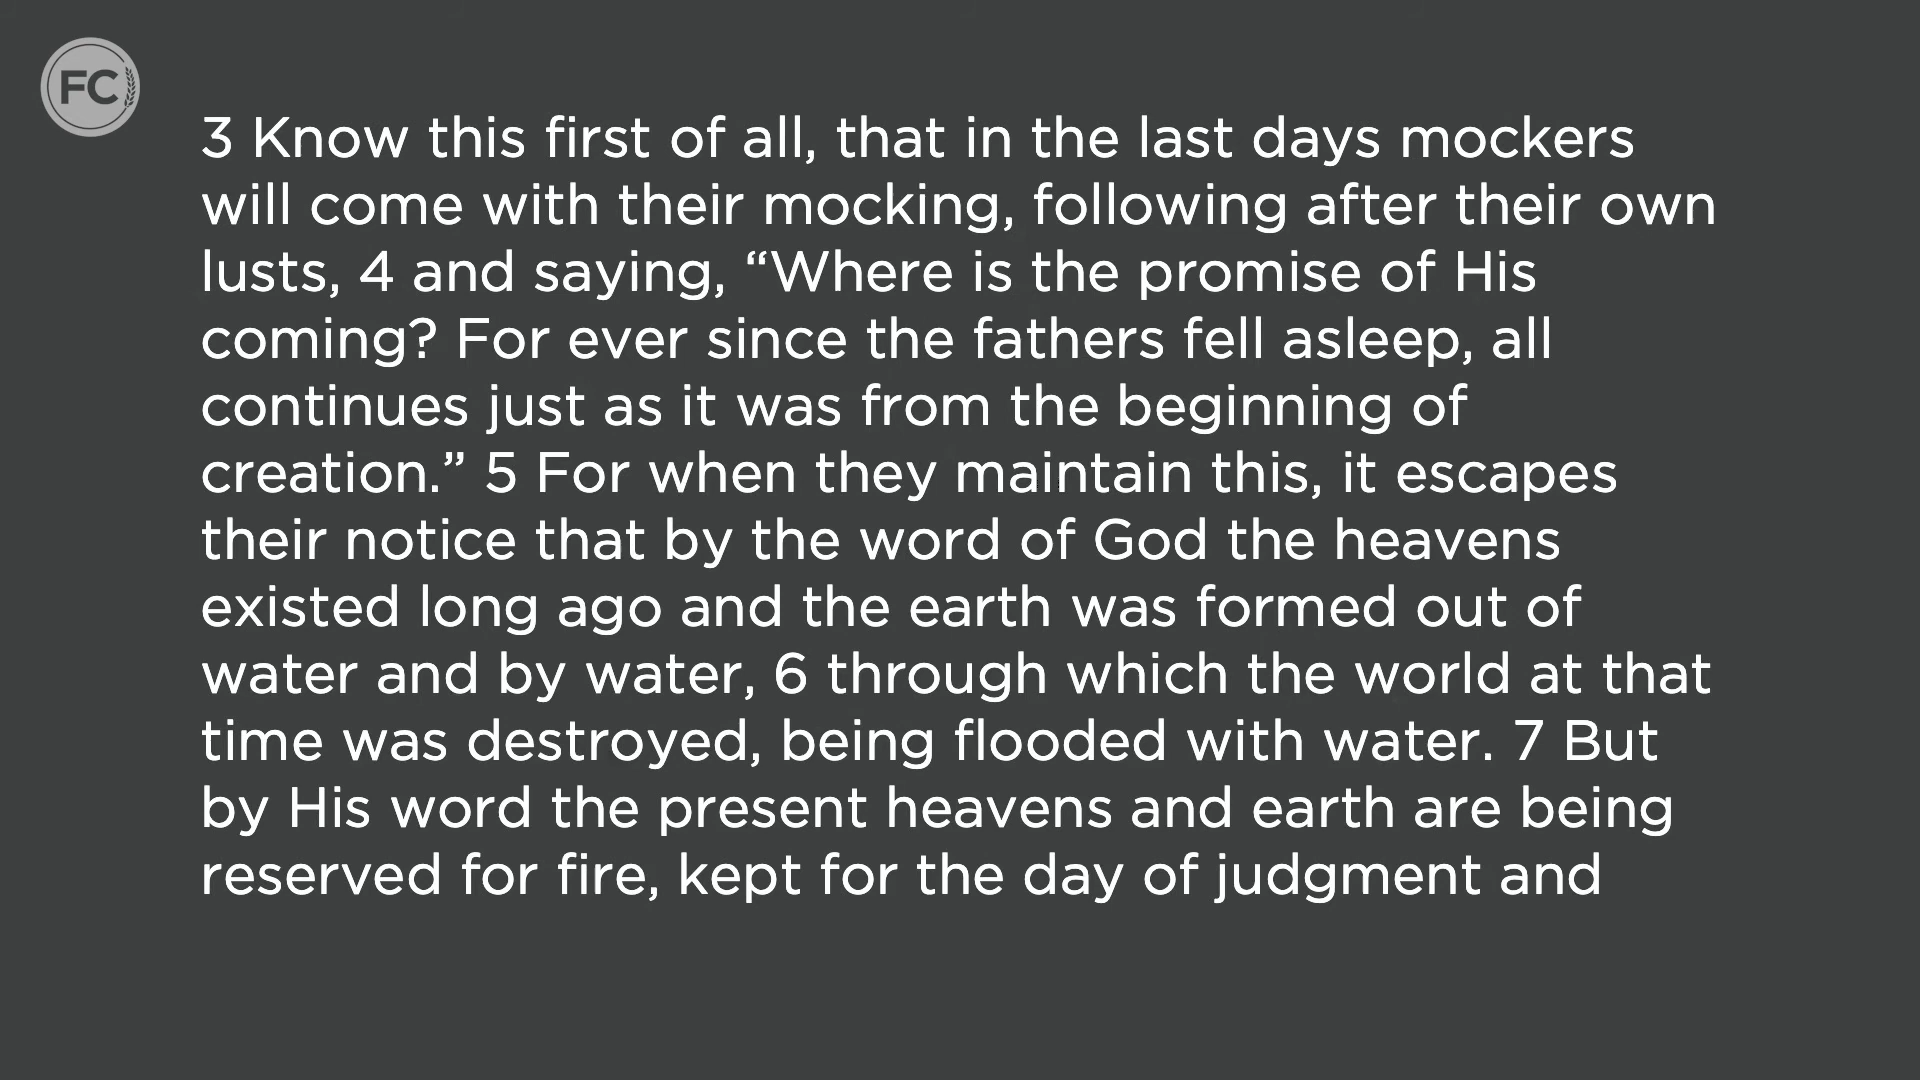 FC
3 Know this first of all, that in the last days mockers
will come with their mocking, following after their own
lusts, 4 and saying, “Where is the promise of His
coming? For ever since the fathers fell asleep, all
continues just as it was from the beginning of
creation.” 5 For when they maintain this, it escapes
their notice that by the word of God the heavens
existed long ago and the earth was formed out of
water and by water, 6 through which the world at that
time was destroyed, being flooded with water. 7 But
by His word the present heavens and earth are being
reserved for fire, kept for the day of judgment and